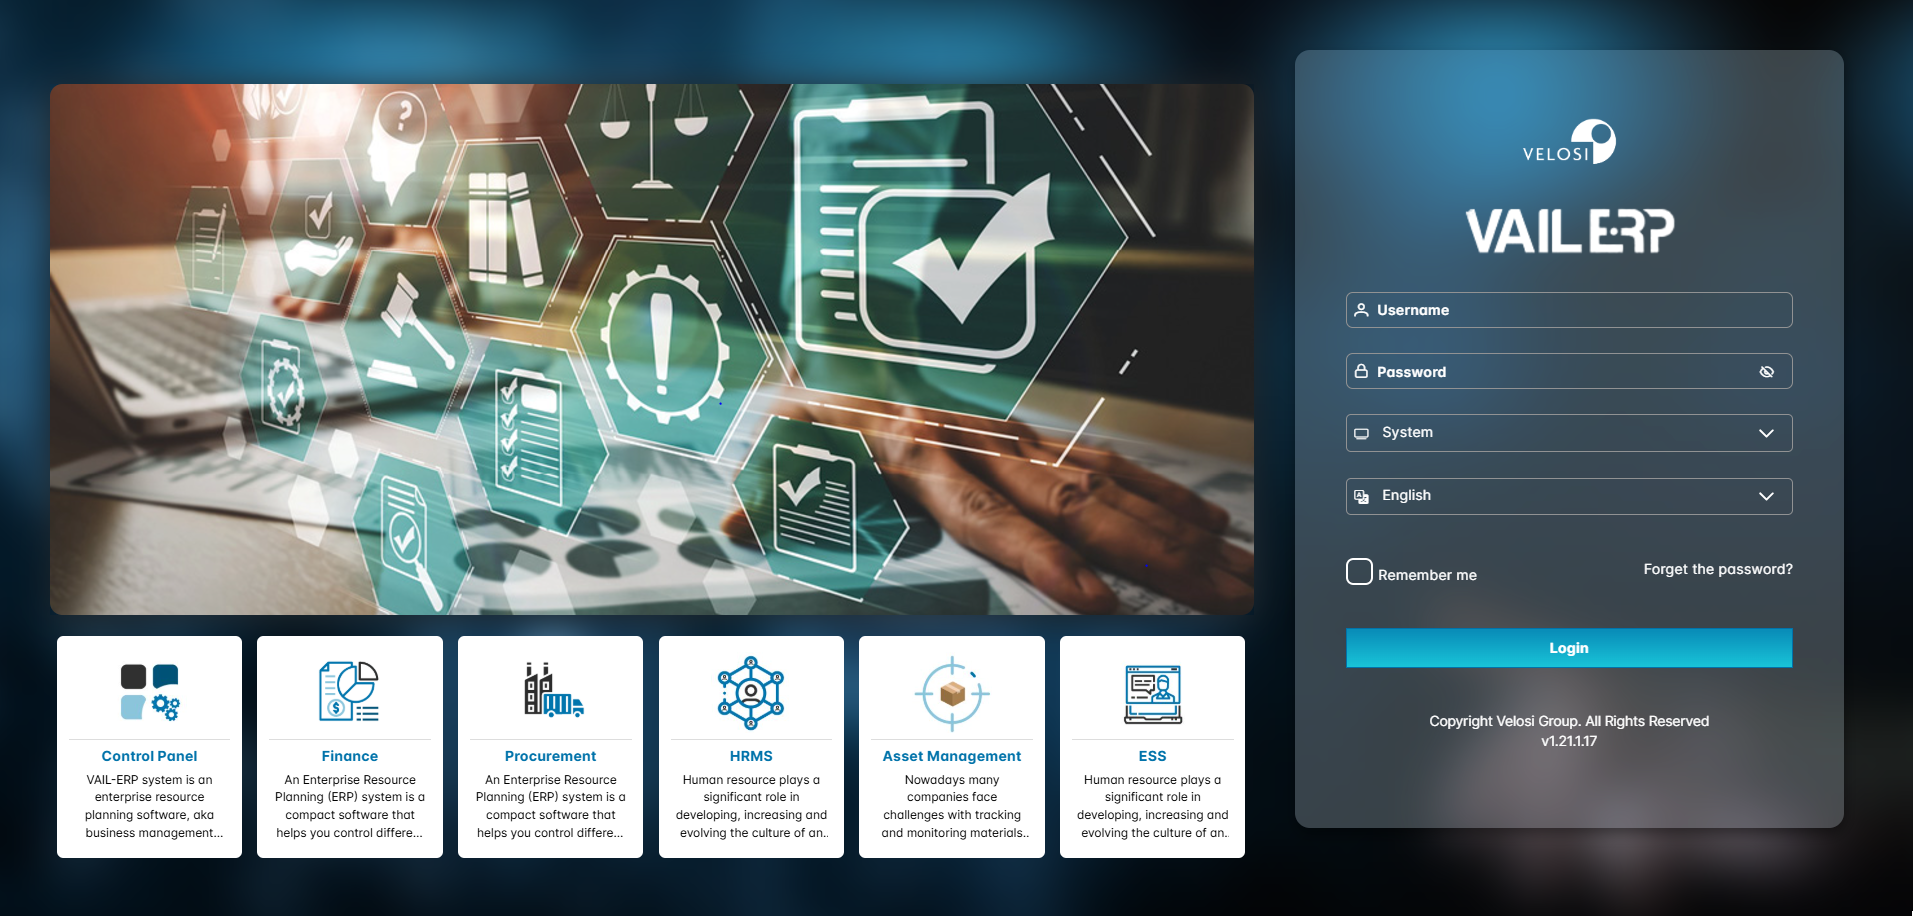 VELOSI
VAIL ERP
Username
Password
System
English
Remember me
Forget the password?
Login
Copyright Velosi Group. All Rights Reserved
v1.21.1.17
Control Panel
VAIL-ERP system is an
enterprise resource
planning software, aka
business management...
Finance
An Enterprise Resource
Planning (ERP) system is a
compact software that
helps you control differe...
Procurement
An Enterprise Resource
Planning (ERP) system is a
compact software that
helps you control differe...
HRMS
Human resource plays a
significant role in
developing, increasing and
evolving the culture of an..
Asset Management
Nowadays many
companies face
challenges with tracking
and monitoring materials..
ESS
Human resource plays a
significant role in
developing, increasing and
evolving the culture of an..